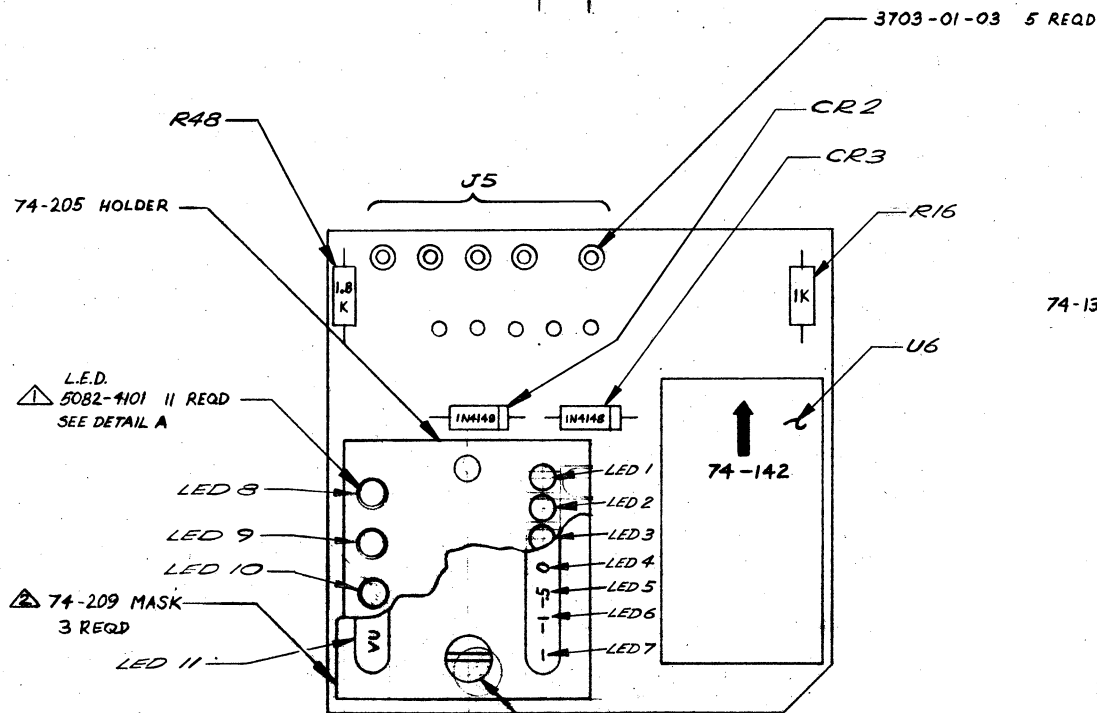 3703-01-03 5 REQD
R48
CR2
CR3
J5
74-205 HOLDER
R16
1.8
K
1K
74-13
U6
L.E.D.
1 5082-4101 11 REQD
SEE DETAIL A
1N4148
1N4148
74-142
LED 1
LED 8
LED 2
LED 9
LED 3
LED 10
0
LED 4
-.5
LED 5
2 74-209 MASK
3 REQD
-1
LED 6
VU
LED 11
LED 7